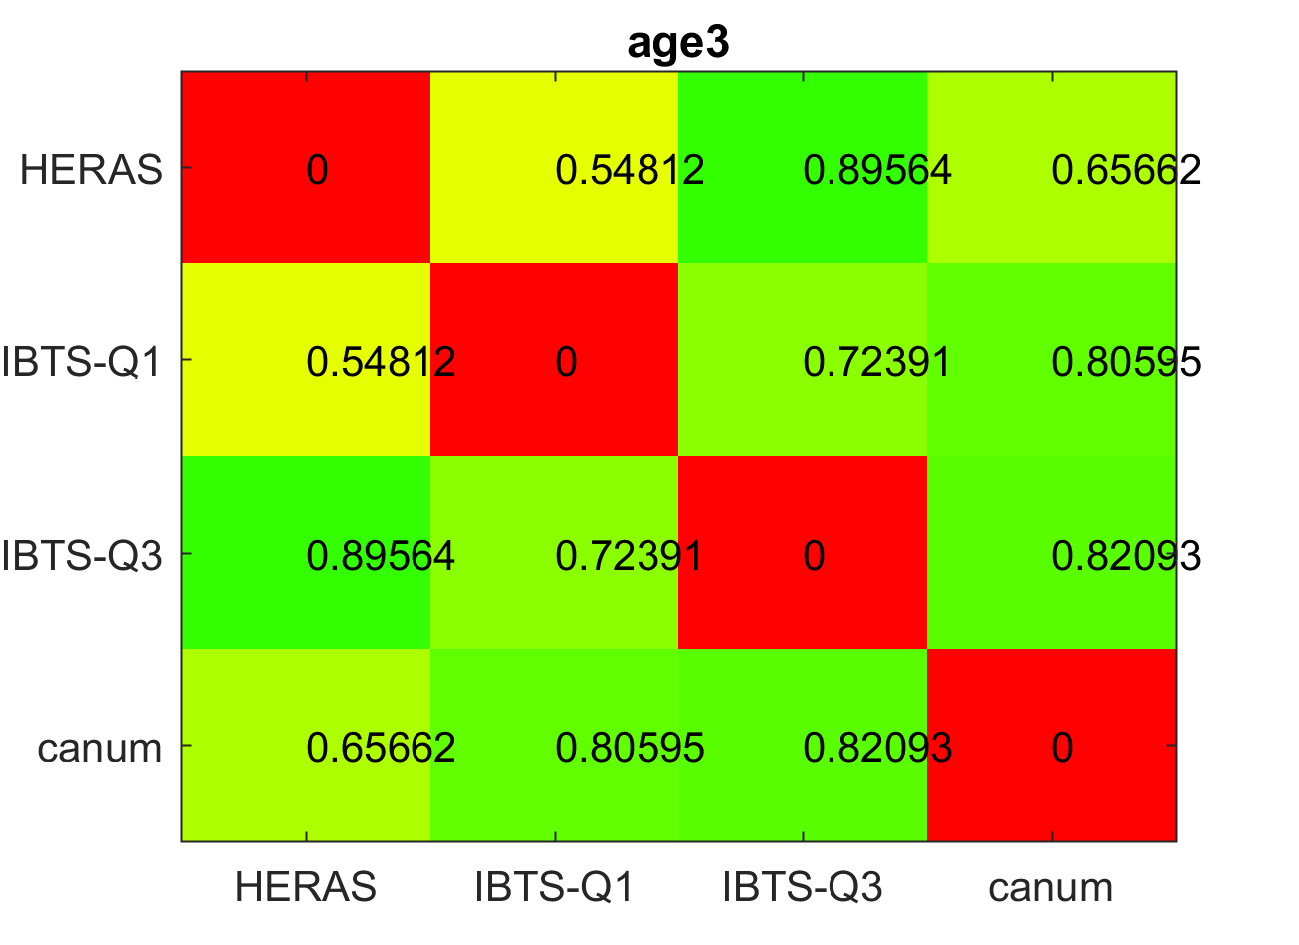 age3
HERAS 0 0.54812 0.89564 0.65662
IBTS-Q1 0.54812 0 0.72391 0.80595
IBTS-Q3 0.89564 0.72391 0 0.82093
canum 0.65662 0.80595 0.82093 0
HERAS IBTS-Q1 IBTS-Q3 canum